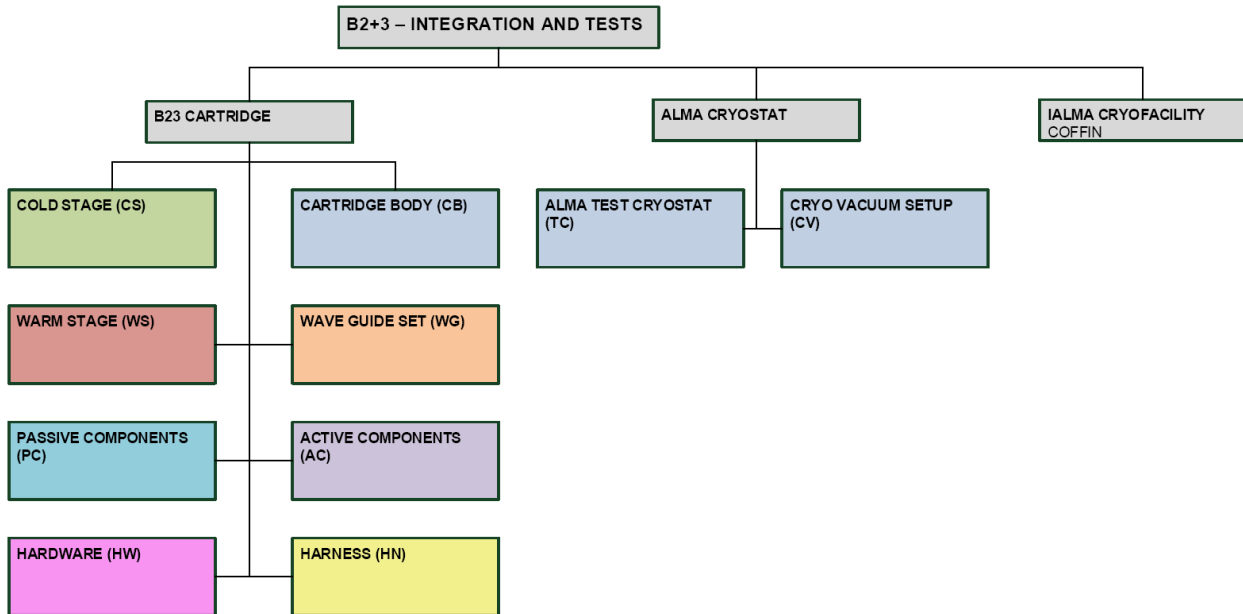 B2+3 – INTEGRATION AND TESTS
B23 CARTRIDGE
ALMA CRYOSTAT
IALMA CRYOFACILITY
COFFIN
COLD STAGE (CS)
CARTRIDGE BODY (CB)
ALMA TEST CRYOSTAT
(TC)
CRYO VACUUM SETUP
(CV)
WARM STAGE (WS)
WAVE GUIDE SET (WG)
PASSIVE COMPONENTS
(PC)
ACTIVE COMPONENTS
(AC)
HARDWARE (HW)
HARNESS (HN)